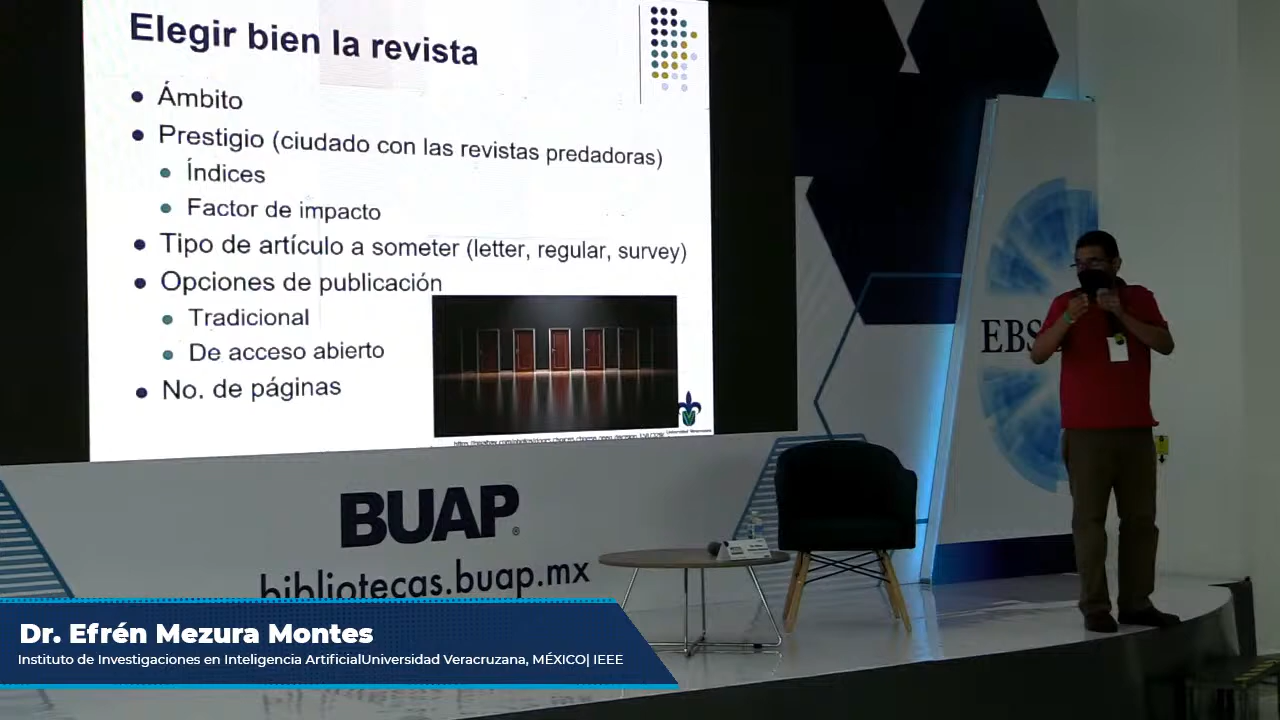 Elegir bien la revista
Ámbito
Prestigio (ciudado con las revistas predadoras)
Índices
Factor de impacto
Tipo de artículo a someter (letter, regular, survey)
Opciones de publicación
Tradicional
De acceso abierto
No. de páginas
Universidad Veracruzana
EBS
BUAP®
bibliotecas.buap.mx
Dr. Efrén Mezura Montes
Instituto de Investigaciones en Inteligencia ArtificialUniversidad Veracruzana, MÉXICO| IEEE